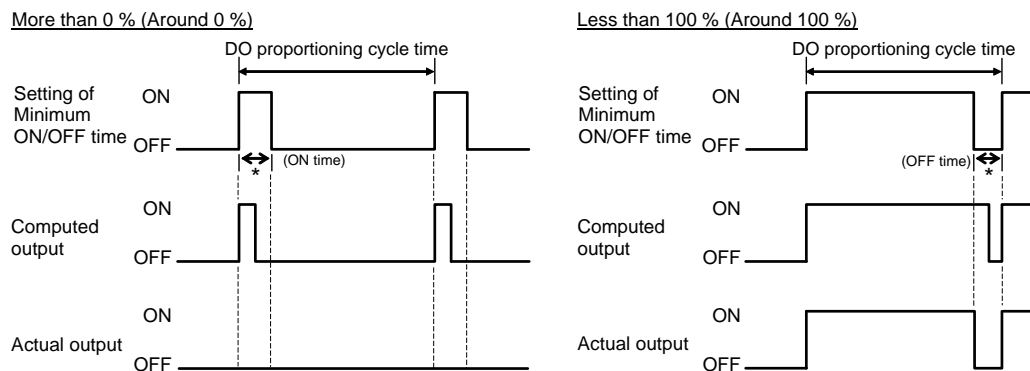 More than 0 % (Around 0 %)
DO proportioning cycle time
Setting of
Minimum
ON/OFF time
ON
OFF
(ON time)
*
Computed
output
ON
OFF
Actual output
ON
OFF
Less than 100 % (Around 100 %)
DO proportioning cycle time
Setting of
Minimum
ON/OFF time
ON
OFF
(OFF time)
*
Computed
output
ON
OFF
Actual output
ON
OFF